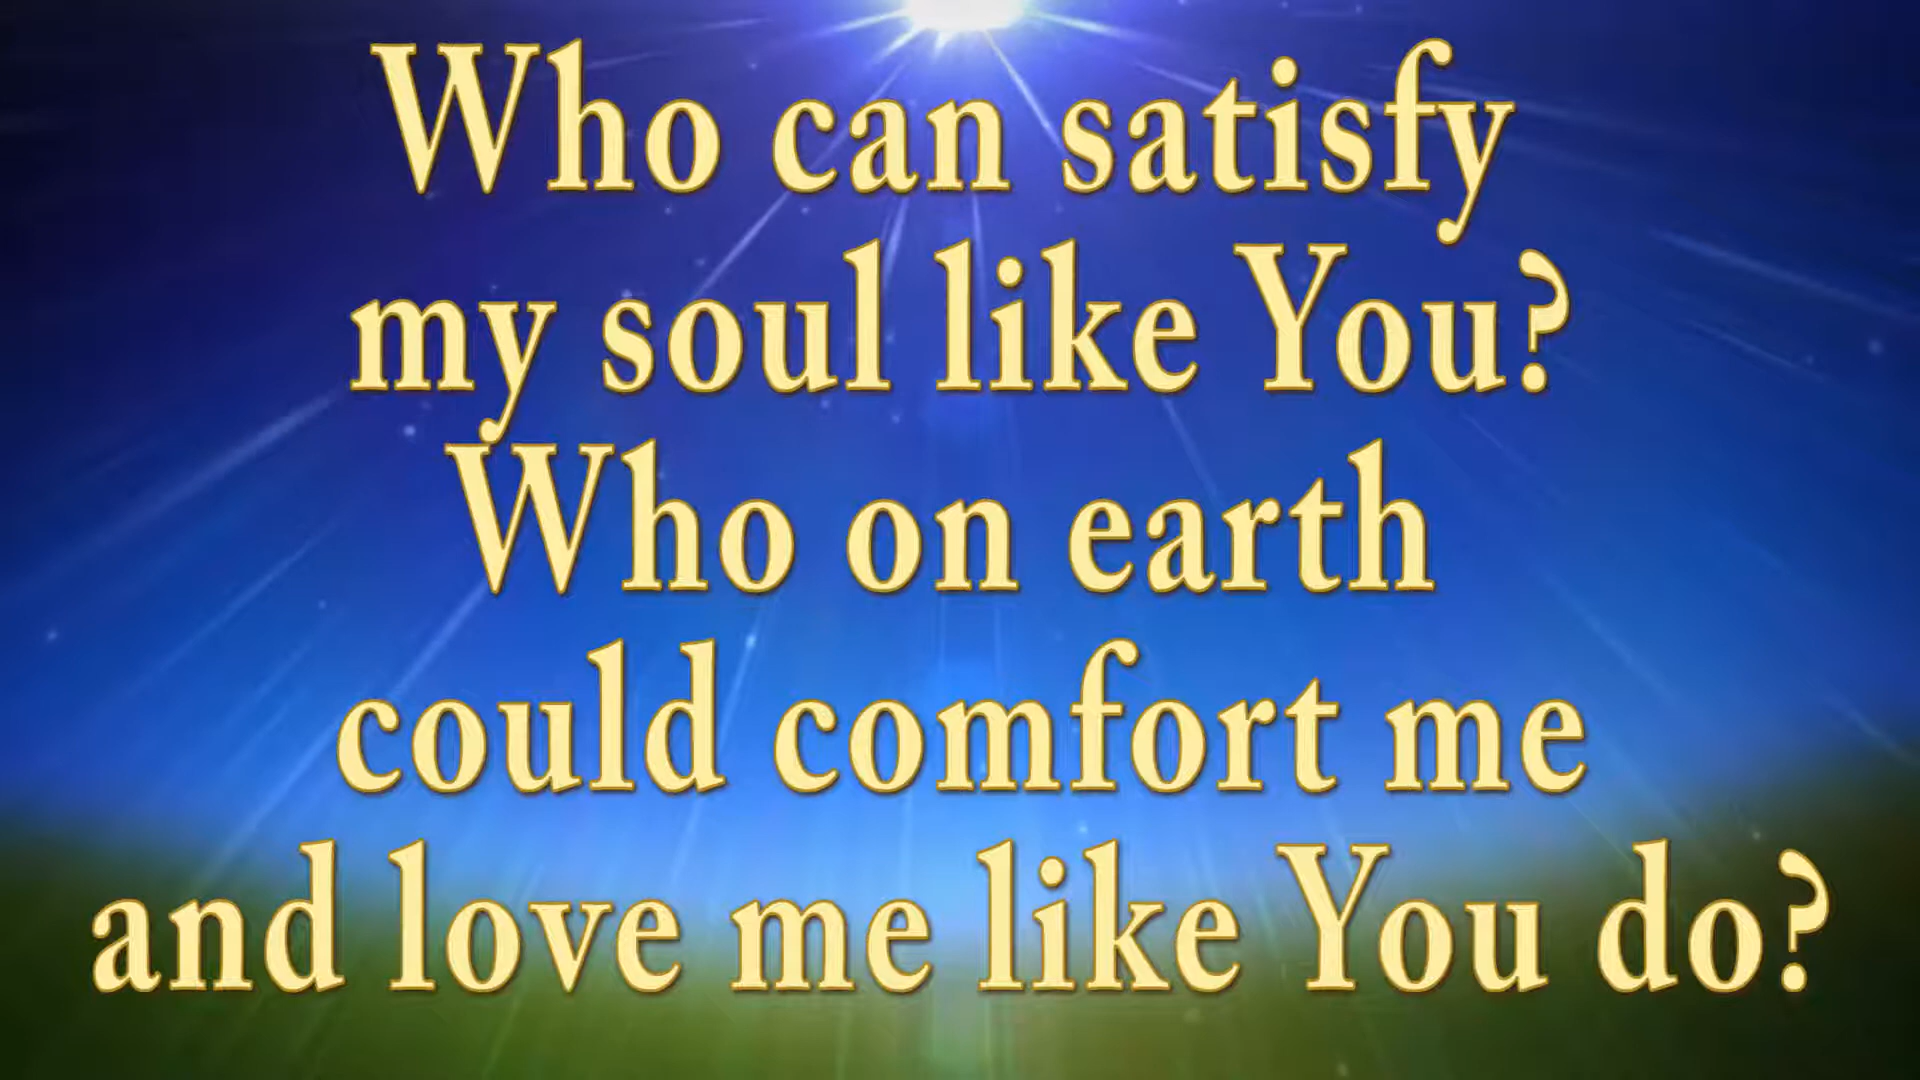 Who can satisfy
my soul like You?
Who on earth
could comfort me
and love me like You do?